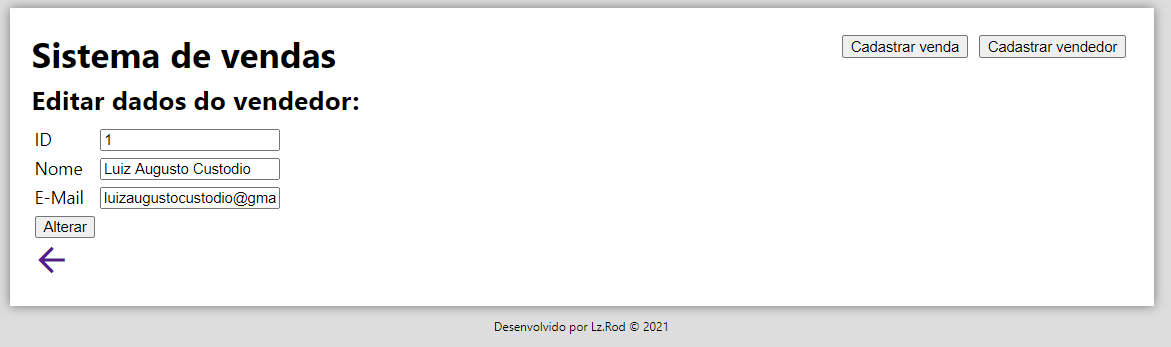 Sistema de vendas
Cadastrar venda
Cadastrar vendedor
Editar dados do vendedor:
ID 1
Nome Luiz Augusto Custodio
E-Mail luizaugustocustodio@gma
Alterar
Desenvolvido por Lz.Rod © 2021